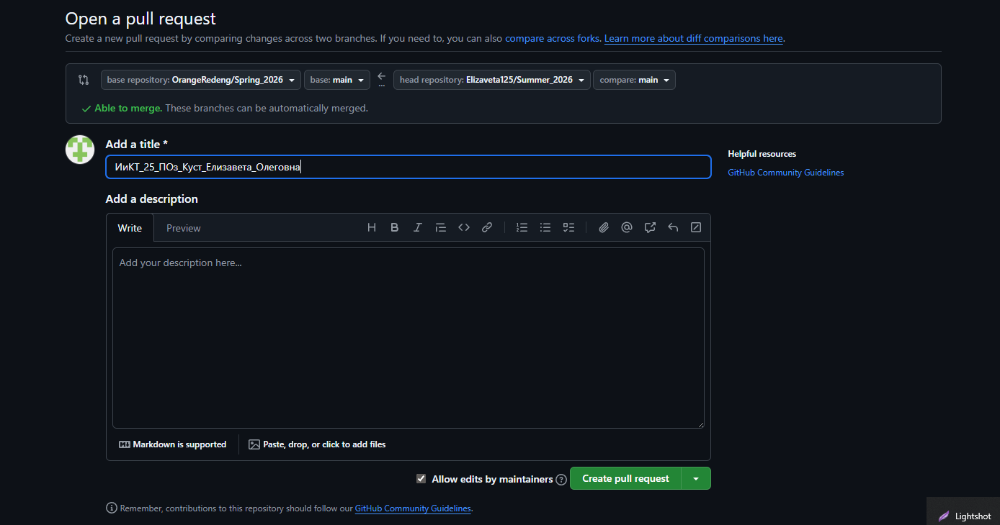 Open a pull request
Create a new pull request by comparing changes across two branches. If you need to, you can also compare across forks. Learn more about diff comparisons here.
base repository: OrangeRedeng/Spring_2026 base: main ... head repository: Elizaveta125/Summer_2026 compare: main
Able to merge. These branches can be automatically merged.
Add a title *
ИиКТ_25_ПОз_Куст_Елизавета_Олеговна
Helpful resources
GitHub Community Guidelines
Add a description
Write Preview
Add your description here...
Markdown is supported Paste, drop, or click to add files
Allow edits by maintainers Create pull request
Remember, contributions to this repository should follow our GitHub Community Guidelines.
Lightshot